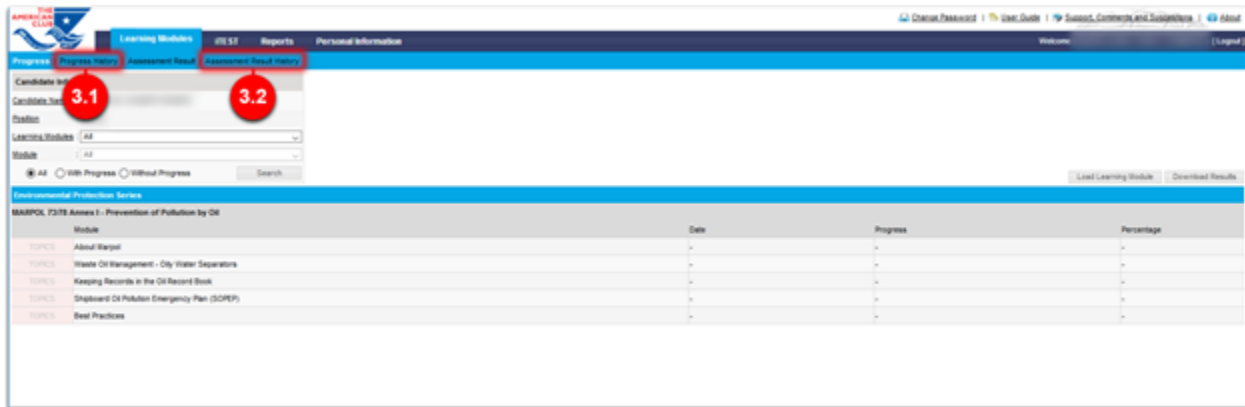 THE
AMERICAN
CLUB
Change Password | User Guide | Support, Comments and Suggestions | About
Learning Modules iTEST Reports Personal Information
Welcome [Logout]
Progress Progress History Assessment Result Assessment Result History
Candidate
3.1 3.2
Candidate
Position
Learning Modules : All
Module : All
All With Progress Without Progress Search
Load Learning Module Download Results
Environmental Protection Series
MARPOL 73/78 Annex I - Prevention of Pollution by Oil
Module Date Progress Percentage
TOPICS About Marpol - - -
TOPICS Waste Oil Management - Oily Water Separators - - -
TOPICS Keeping Records in the Oil Record Book - - -
TOPICS Shipboard Oil Pollution Emergency Plan (SOPEP) - - -
TOPICS Best Practices - - -